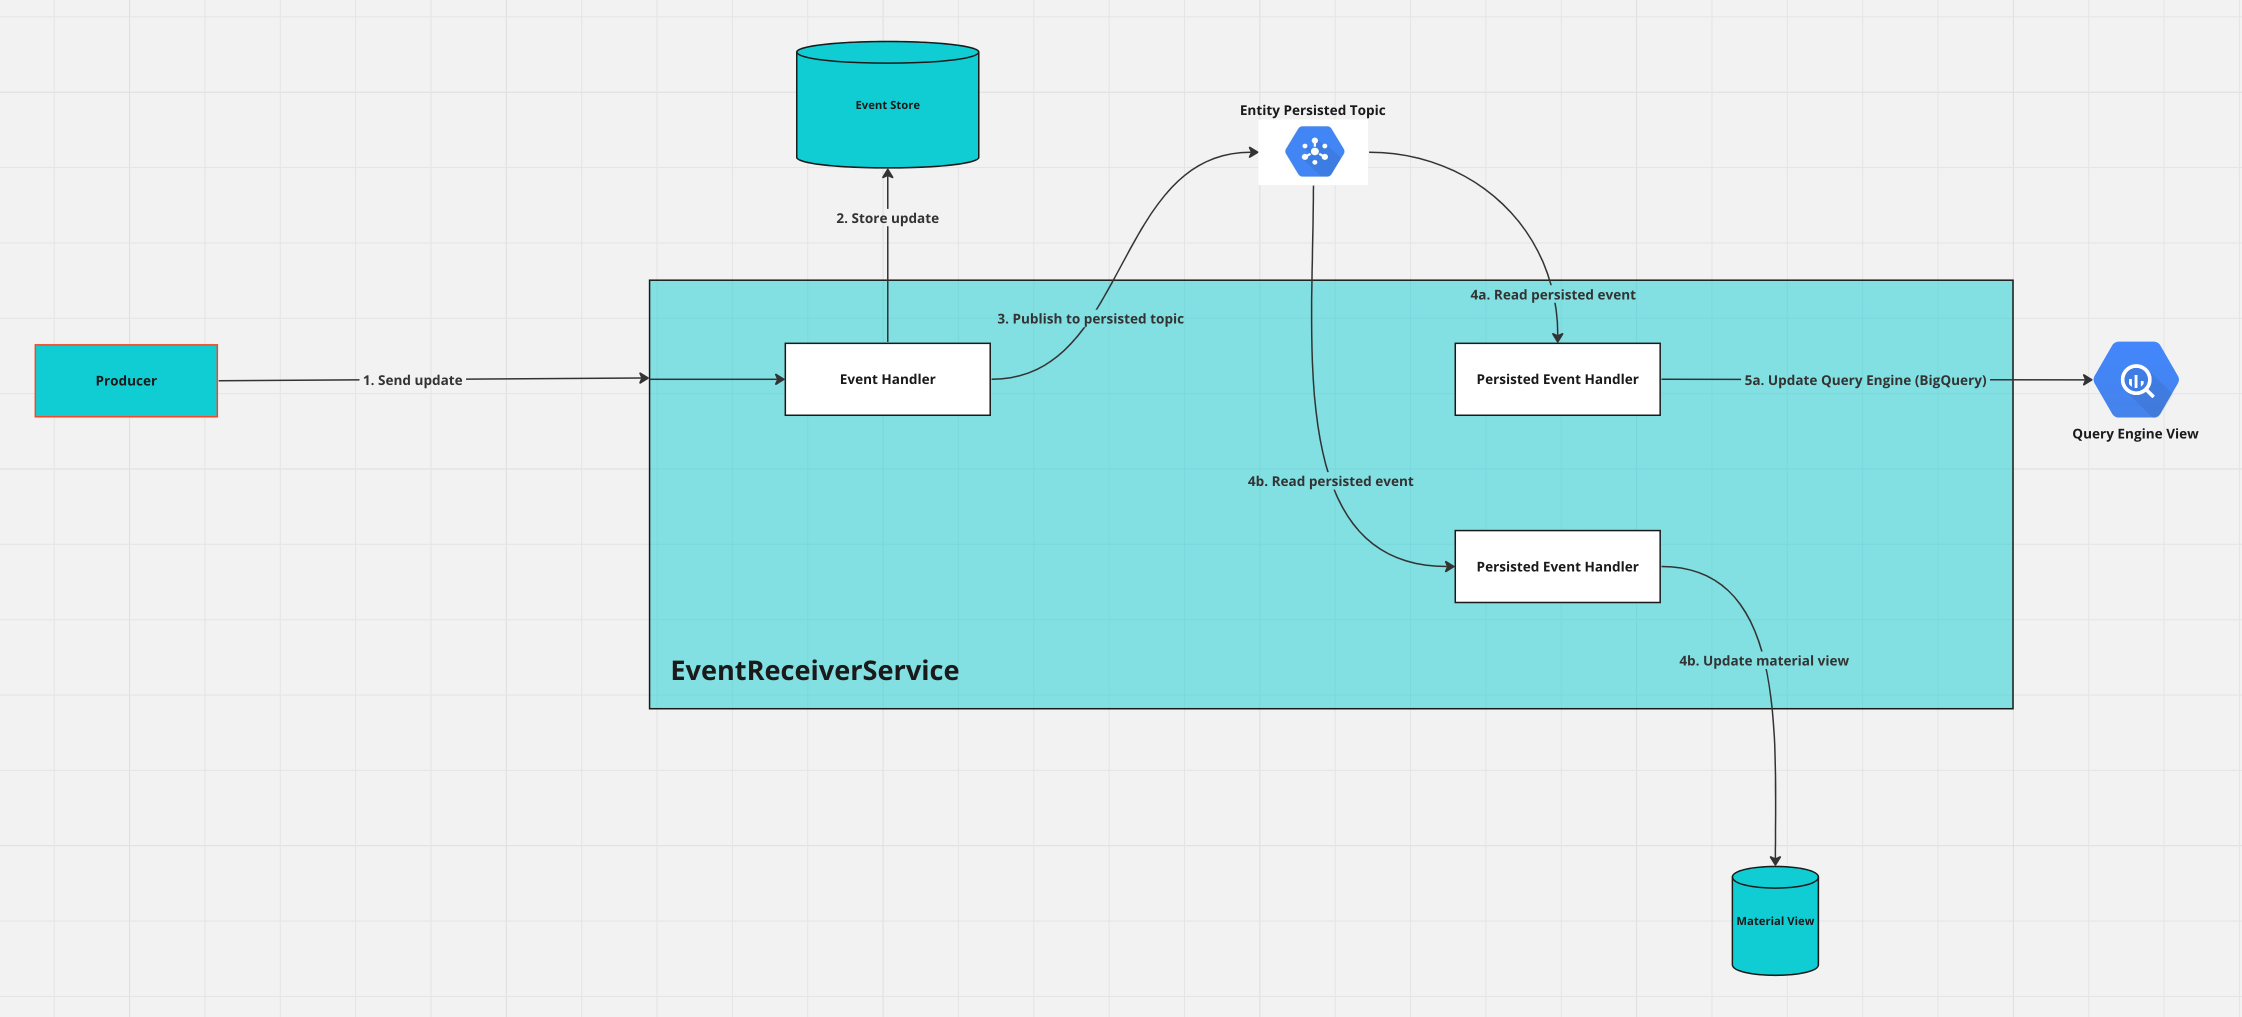 Event Store
Entity Persisted Topic
2. Store update
4a. Read persisted event
3. Publish to persisted topic
Producer
1. Send update
Event Handler
Persisted Event Handler
5a. Update Query Engine (BigQuery)
Query Engine View
4b. Read persisted event
Persisted Event Handler
EventReceiverService
4b. Update material view
Material View